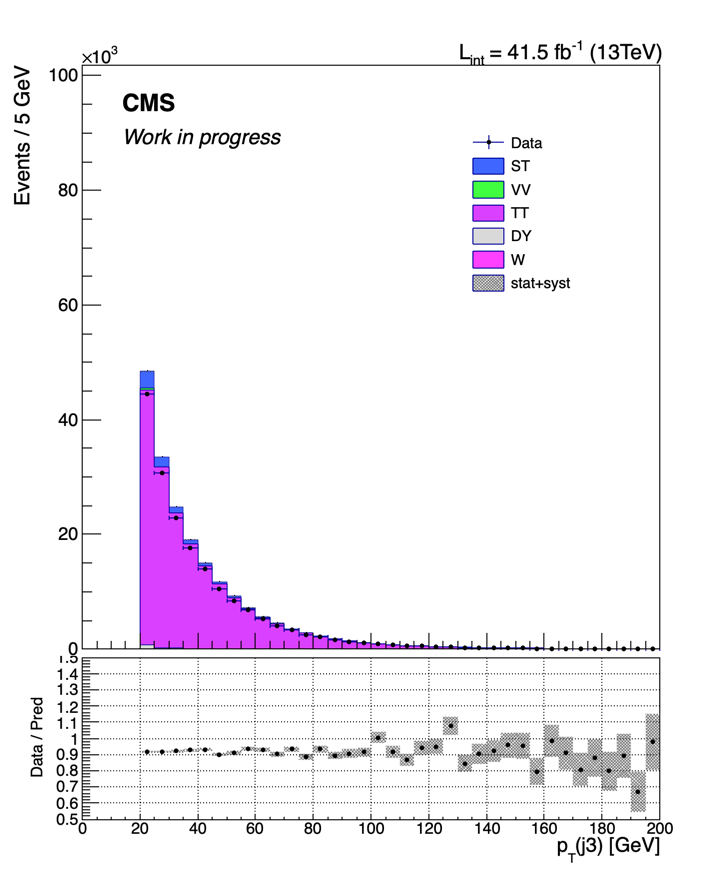 ×10³
L_int = 41.5 fb⁻¹ (13TeV)
Events / 5 GeV
100
80
60
40
20
0
CMS
Work in progress
Data
ST
VV
TT
DY
W
stat+syst
Data / Pred
1.5
1.4
1.3
1.2
1.1
1
0.9
0.8
0.7
0.6
0.5
0 20 40 60 80 100 120 140 160 180 200
p_T(j3) [GeV]